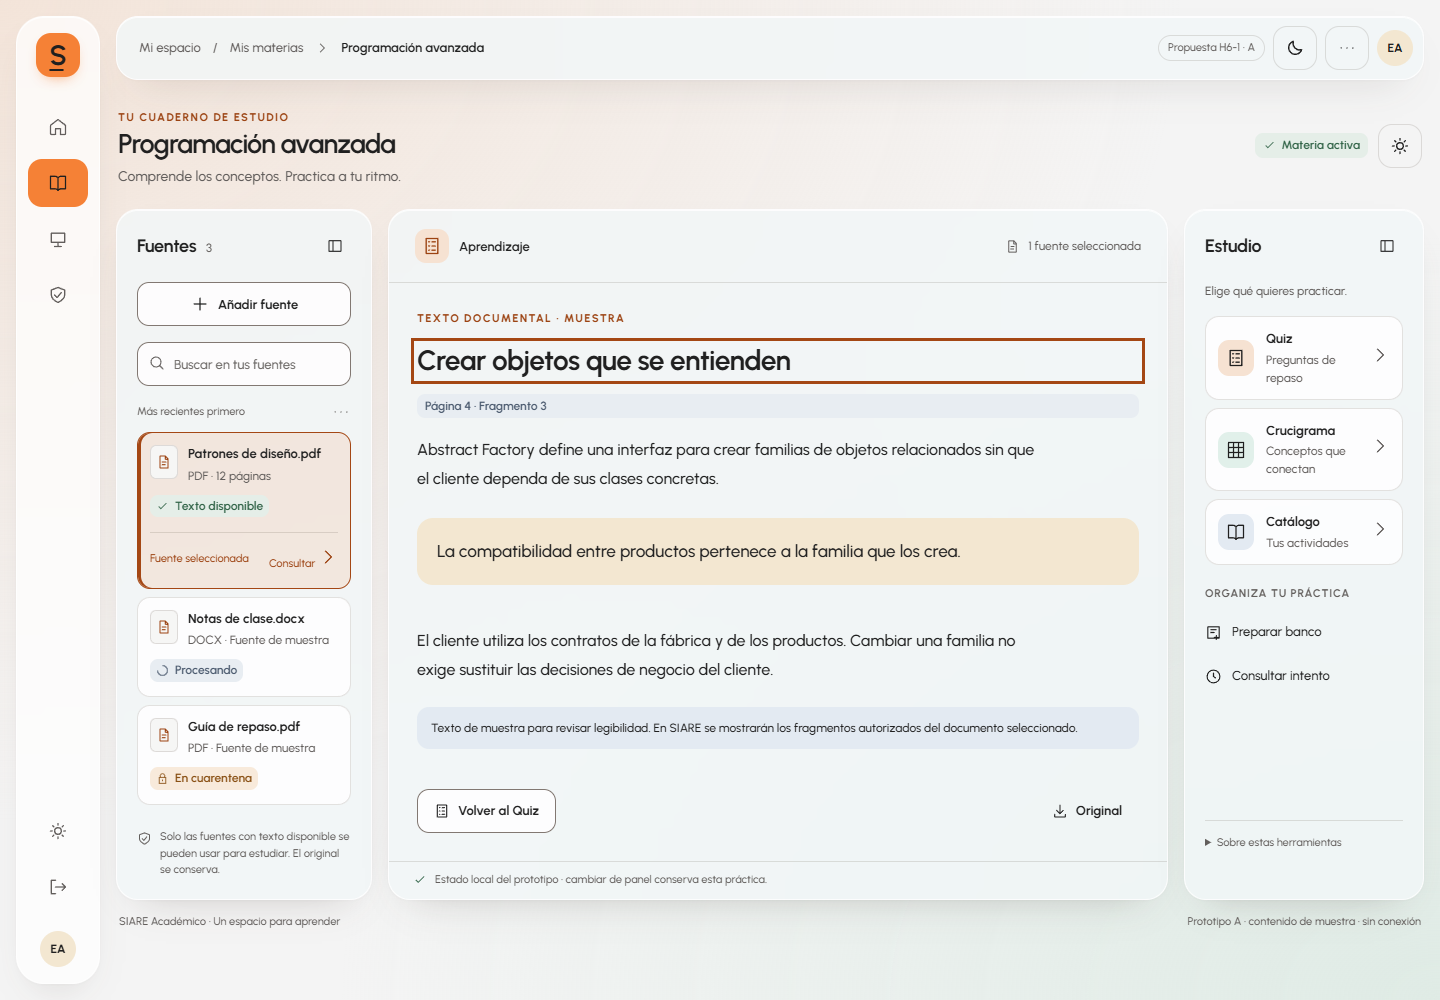 S
Mi espacio / Mis materias > Programación avanzada
Propuesta H6-1 · A
...
EA
TU CUADERNO DE ESTUDIO
Programación avanzada
Comprende los conceptos. Practica a tu ritmo.
Materia activa
Fuentes 3
Añadir fuente
Buscar en tus fuentes
Más recientes primero ...
Patrones de diseño.pdf
PDF · 12 páginas
Texto disponible
Fuente seleccionada Consultar
Notas de clase.docx
DOCX · Fuente de muestra
Procesando
Guía de repaso.pdf
PDF · Fuente de muestra
En cuarentena
Solo las fuentes con texto disponible se
pueden usar para estudiar. El original
se conserva.
Aprendizaje
1 fuente seleccionada
TEXTO DOCUMENTAL · MUESTRA
Crear objetos que se entienden
Página 4 · Fragmento 3
Abstract Factory define una interfaz para crear familias de objetos relacionados sin que
el cliente dependa de sus clases concretas.
La compatibilidad entre productos pertenece a la familia que los crea.
El cliente utiliza los contratos de la fábrica y de los productos. Cambiar una familia no
exige sustituir las decisiones de negocio del cliente.
Texto de muestra para revisar legibilidad. En SIARE se mostrarán los fragmentos autorizados del documento seleccionado.
Volver al Quiz
Original
Estado local del prototipo · cambiar de panel conserva esta práctica.
Estudio
Elige qué quieres practicar.
Quiz
Preguntas de
repaso
Crucigrama
Conceptos que
conectan
Catálogo
Tus actividades
ORGANIZA TU PRÁCTICA
Preparar banco
Consultar intento
Sobre estas herramientas
EA
SIARE Académico · Un espacio para aprender
Prototipo A · contenido de muestra · sin conexión